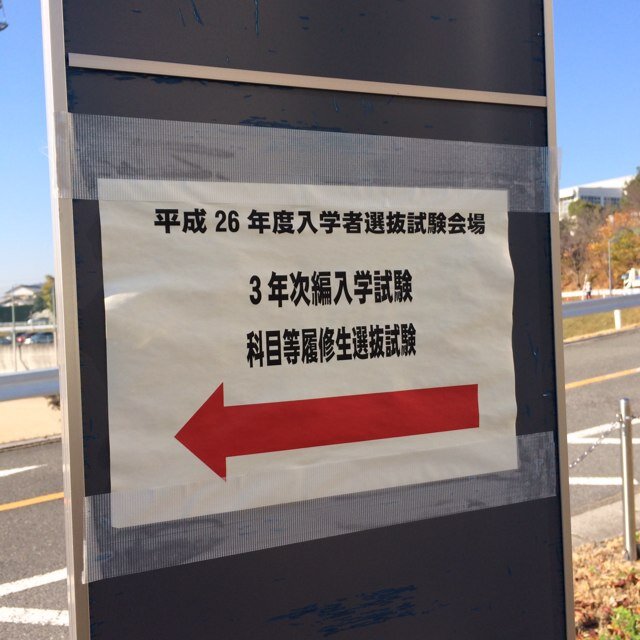 平成 26 年度入学者選抜試験会場
3年次編入学試験
科目等履修生選抜試験